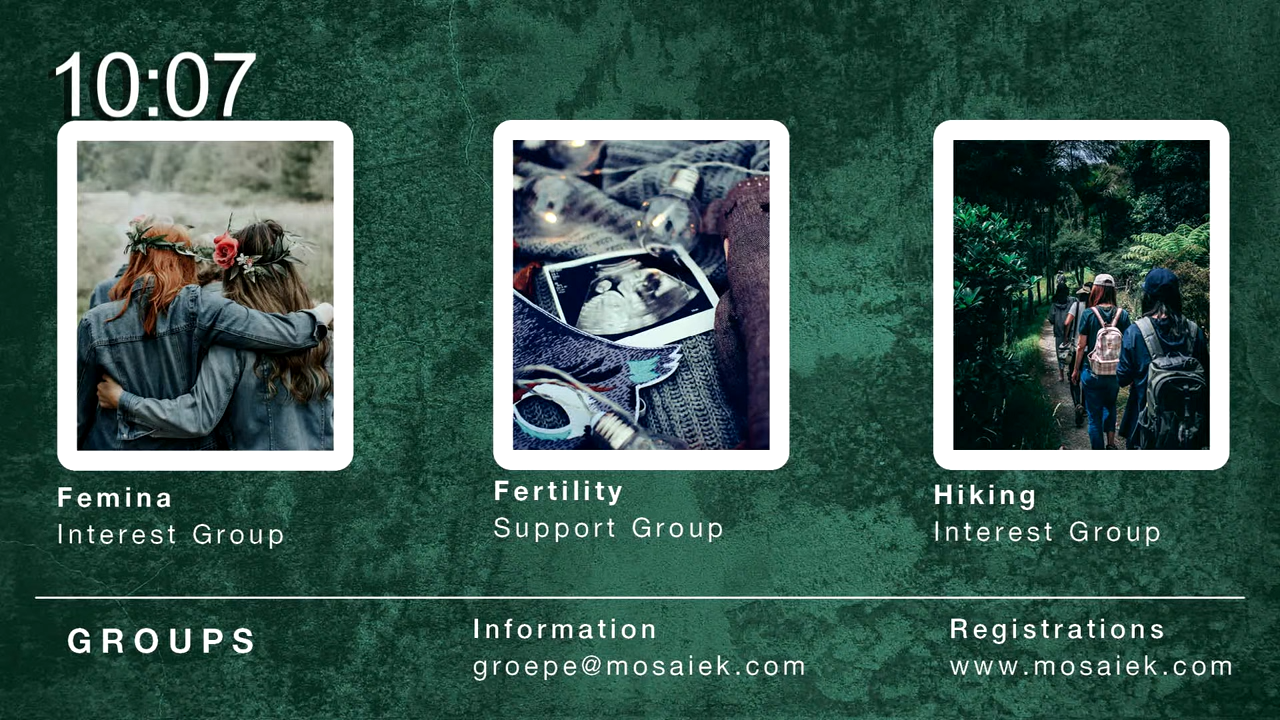 10:07
Femina
Interest Group
Fertility
Support Group
Hiking
Interest Group
GROUPS
Information
groepe@mosaiek.com
Registrations
www.mosaiek.com